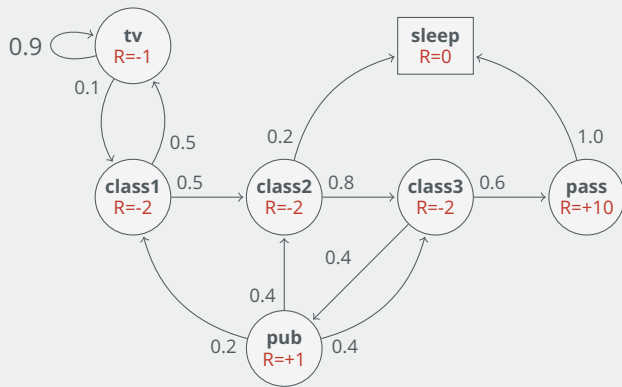 tv
R=-1
0.9
0.1
0.5
sleep
R=0
0.2
1.0
class1
R=-2
0.5
class2
R=-2
0.8
class3
R=-2
0.6
pass
R=+10
0.4
0.4
0.2
pub
R=+1
0.4